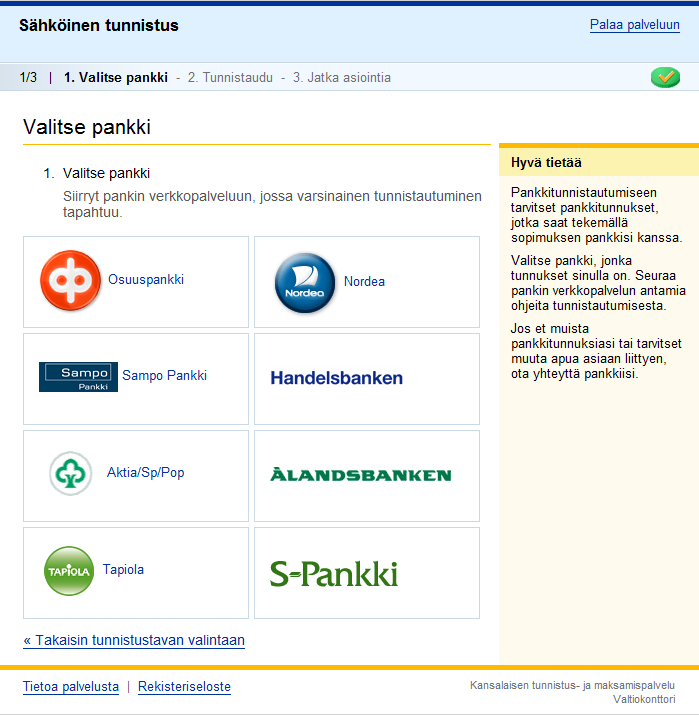 Sähköinen tunnistus
Palaa palveluun
1/3 | 1. Valitse pankki - 2. Tunnistaudu - 3. Jatka asiointia
Valitse pankki
1. Valitse pankki
Siirryt pankin verkkopalveluun, jossa varsinainen tunnistautuminen
tapahtuu.
Osuuspankki
Nordea
Nordea
Sampo
Pankki
Sampo Pankki
Handelsbanken
Aktia/Sp/Pop
ÅLANDSBANKEN
TAPIOLA
Tapiola
S-Pankki
« Takaisin tunnistustavan valintaan
Hyvä tietää
Pankkitunnistautumiseen
tarvitset pankkitunnukset,
jotka saat tekemällä
sopimuksen pankkisi kanssa.
Valitse pankki, jonka
tunnukset sinulla on. Seuraa
pankin verkkopalvelun antamia
ohjeita tunnistautumisesta.
Jos et muista
pankkitunnuksiasi tai tarvitset
muuta apua asiaan liittyen,
ota yhteyttä pankkiisi.
Tietoa palvelusta | Rekisteriseloste
Kansalaisen tunnistus- ja maksamispalvelu
Valtiokonttori